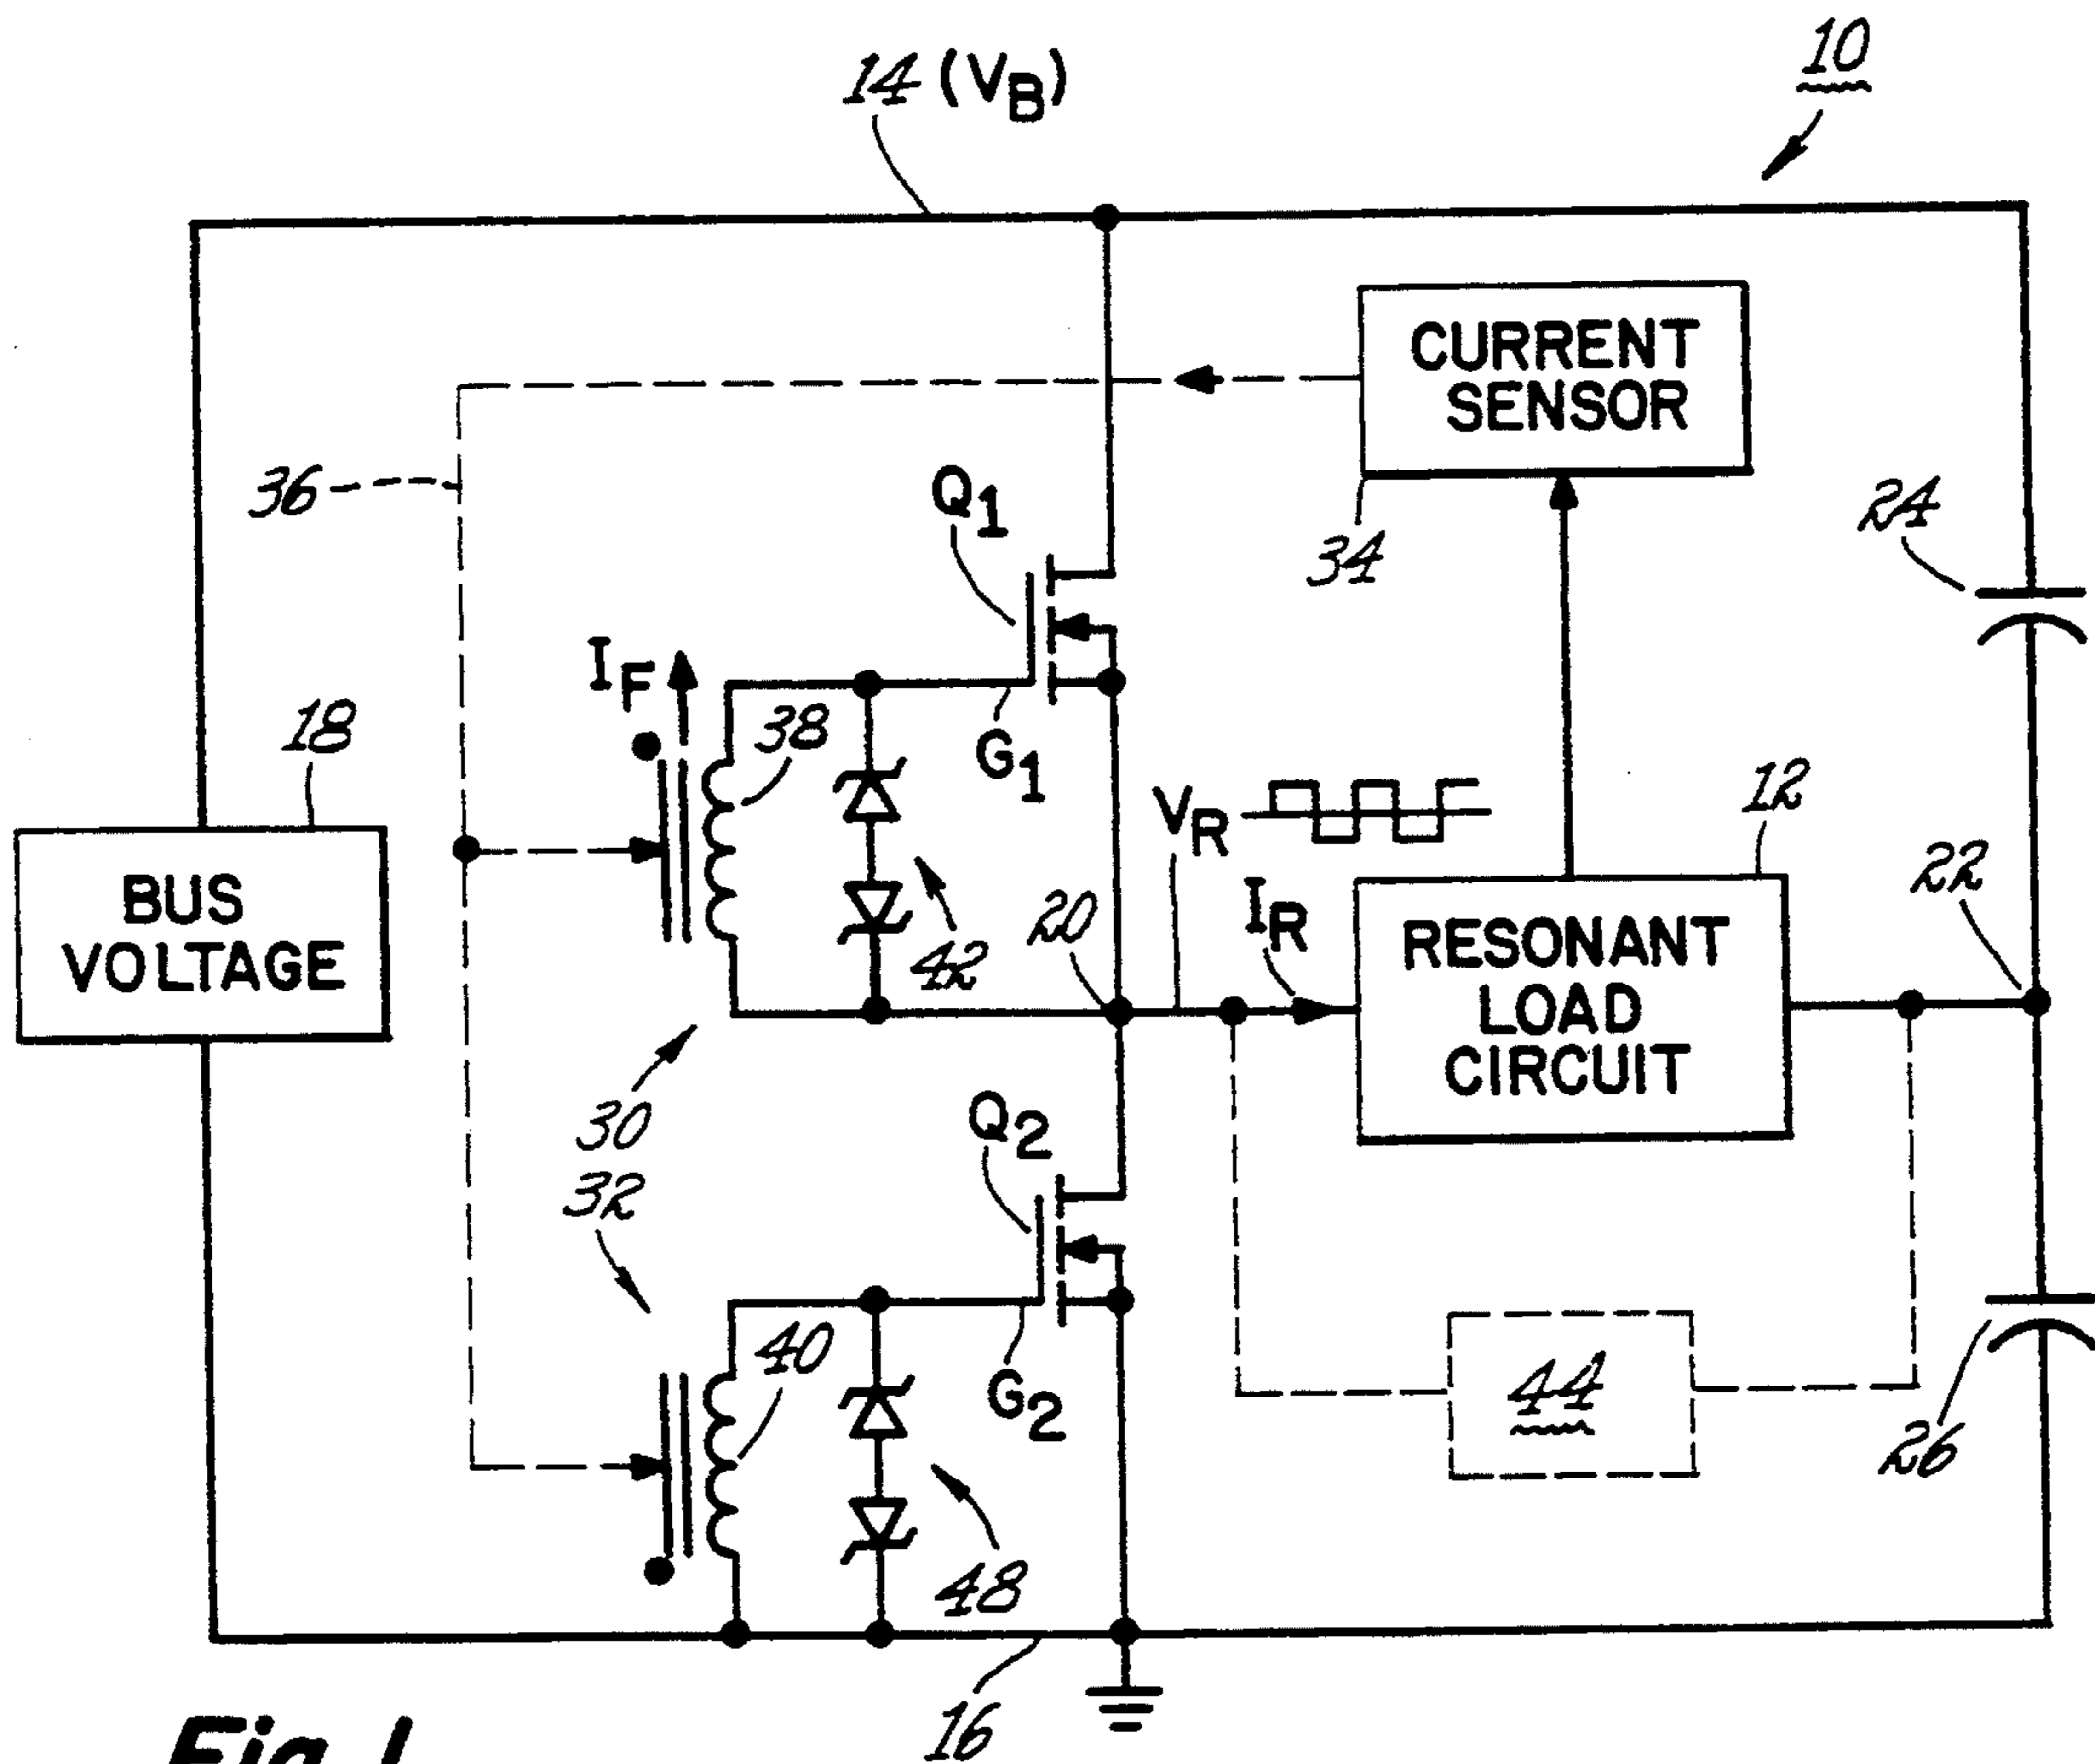 10
14 (VB)
CURRENT
SENSOR
36
Q1
24
34
IF
38
18
G1
12
VR
22
BUS
VOLTAGE
20
IR
42
RESONANT
LOAD
CIRCUIT
30
Q2
32
40
G2
44
26
48
16
Fig. 1